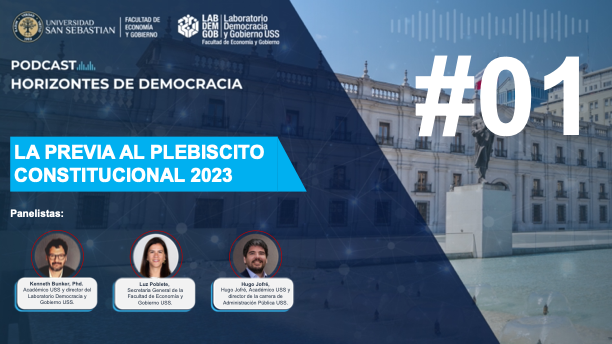 UNIVERSIDAD
SAN SEBASTIAN
FACULTAD DE
ECONOMÍA
Y GOBIERNO
LAB
DEM
GOB
Laboratorio
Democracia
y Gobierno USS
Facultad de Economía y Gobierno
PODCAST
HORIZONTES DE DEMOCRACIA
#01
LA PREVIA AL PLEBISCITO
CONSTITUCIONAL 2023
Panelistas:
Kenneth Bunker, Phd.
Académico USS y director del
Laboratorio Democracia y
Gobierno USS.
Luz Poblete,
Secretaria General de la
Facultad de Economía y
Gobierno USS.
Hugo Jofré,
Hugo Jofré, Académico USS y
director de la carrera de
Administración Pública USS.